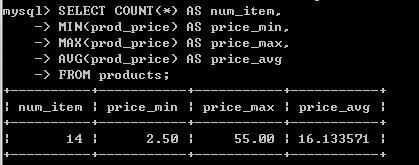 mysql> SELECT COUNT(*) AS num_item,
    -> MIN(prod_price) AS price_min,
    -> MAX(prod_price) AS price_max,
    -> AVG(prod_price) AS price_avg
    -> FROM products;
+----------+-----------+-----------+-----------+
| num_item | price_min | price_max | price_avg |
+----------+-----------+-----------+-----------+
|       14 |      2.50 |     55.00 | 16.133571 |
+----------+-----------+-----------+-----------+